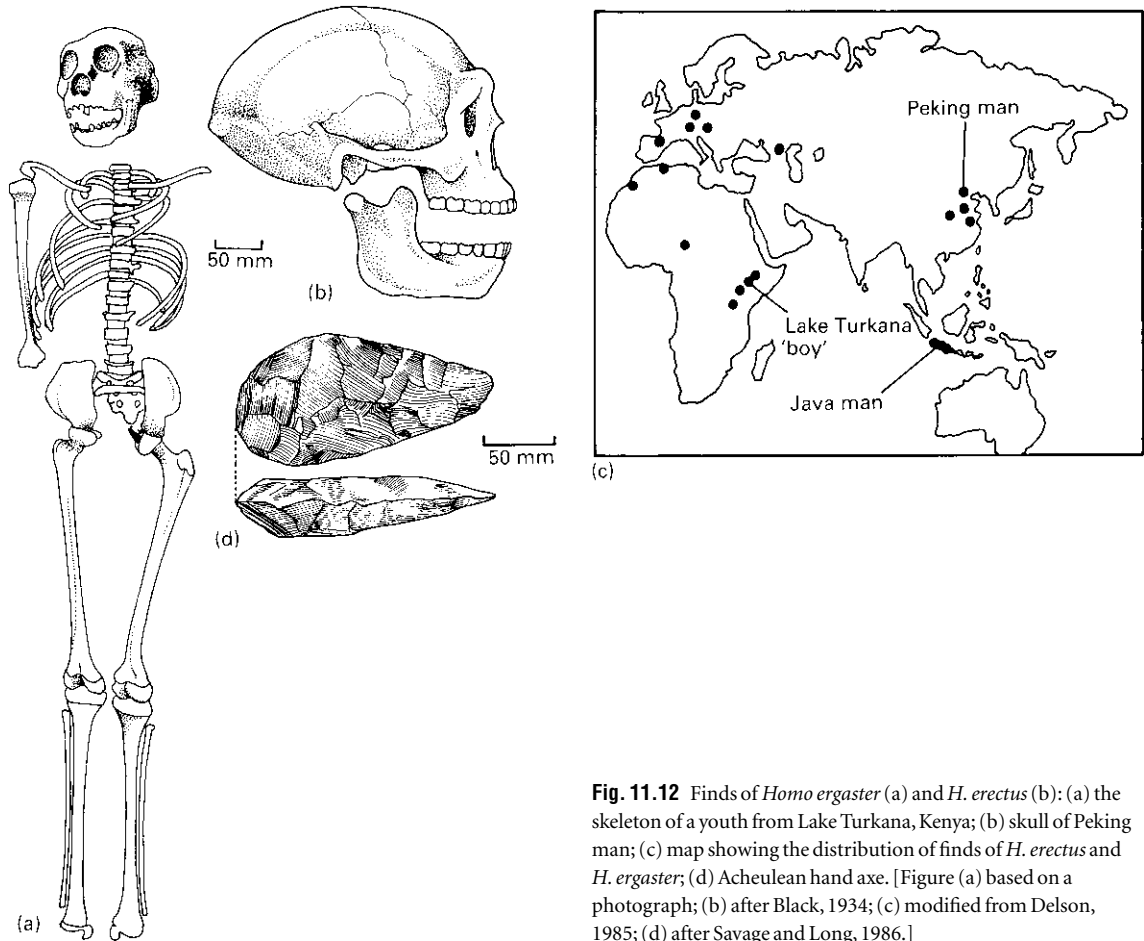 50 mm
(b)
Peking man
Lake Turkana
'boy'
Java man
(c)
50 mm
(d)
(a)
Fig. 11.12 Finds of Homo ergaster (a) and H. erectus (b): (a) the
skeleton of a youth from Lake Turkana, Kenya; (b) skull of Peking
man; (c) map showing the distribution of finds of H. erectus and
H. ergaster; (d) Acheulean hand axe. [Figure (a) based on a
photograph; (b) after Black, 1934; (c) modified from Delson,
1985; (d) after Savage and Long, 1986.]